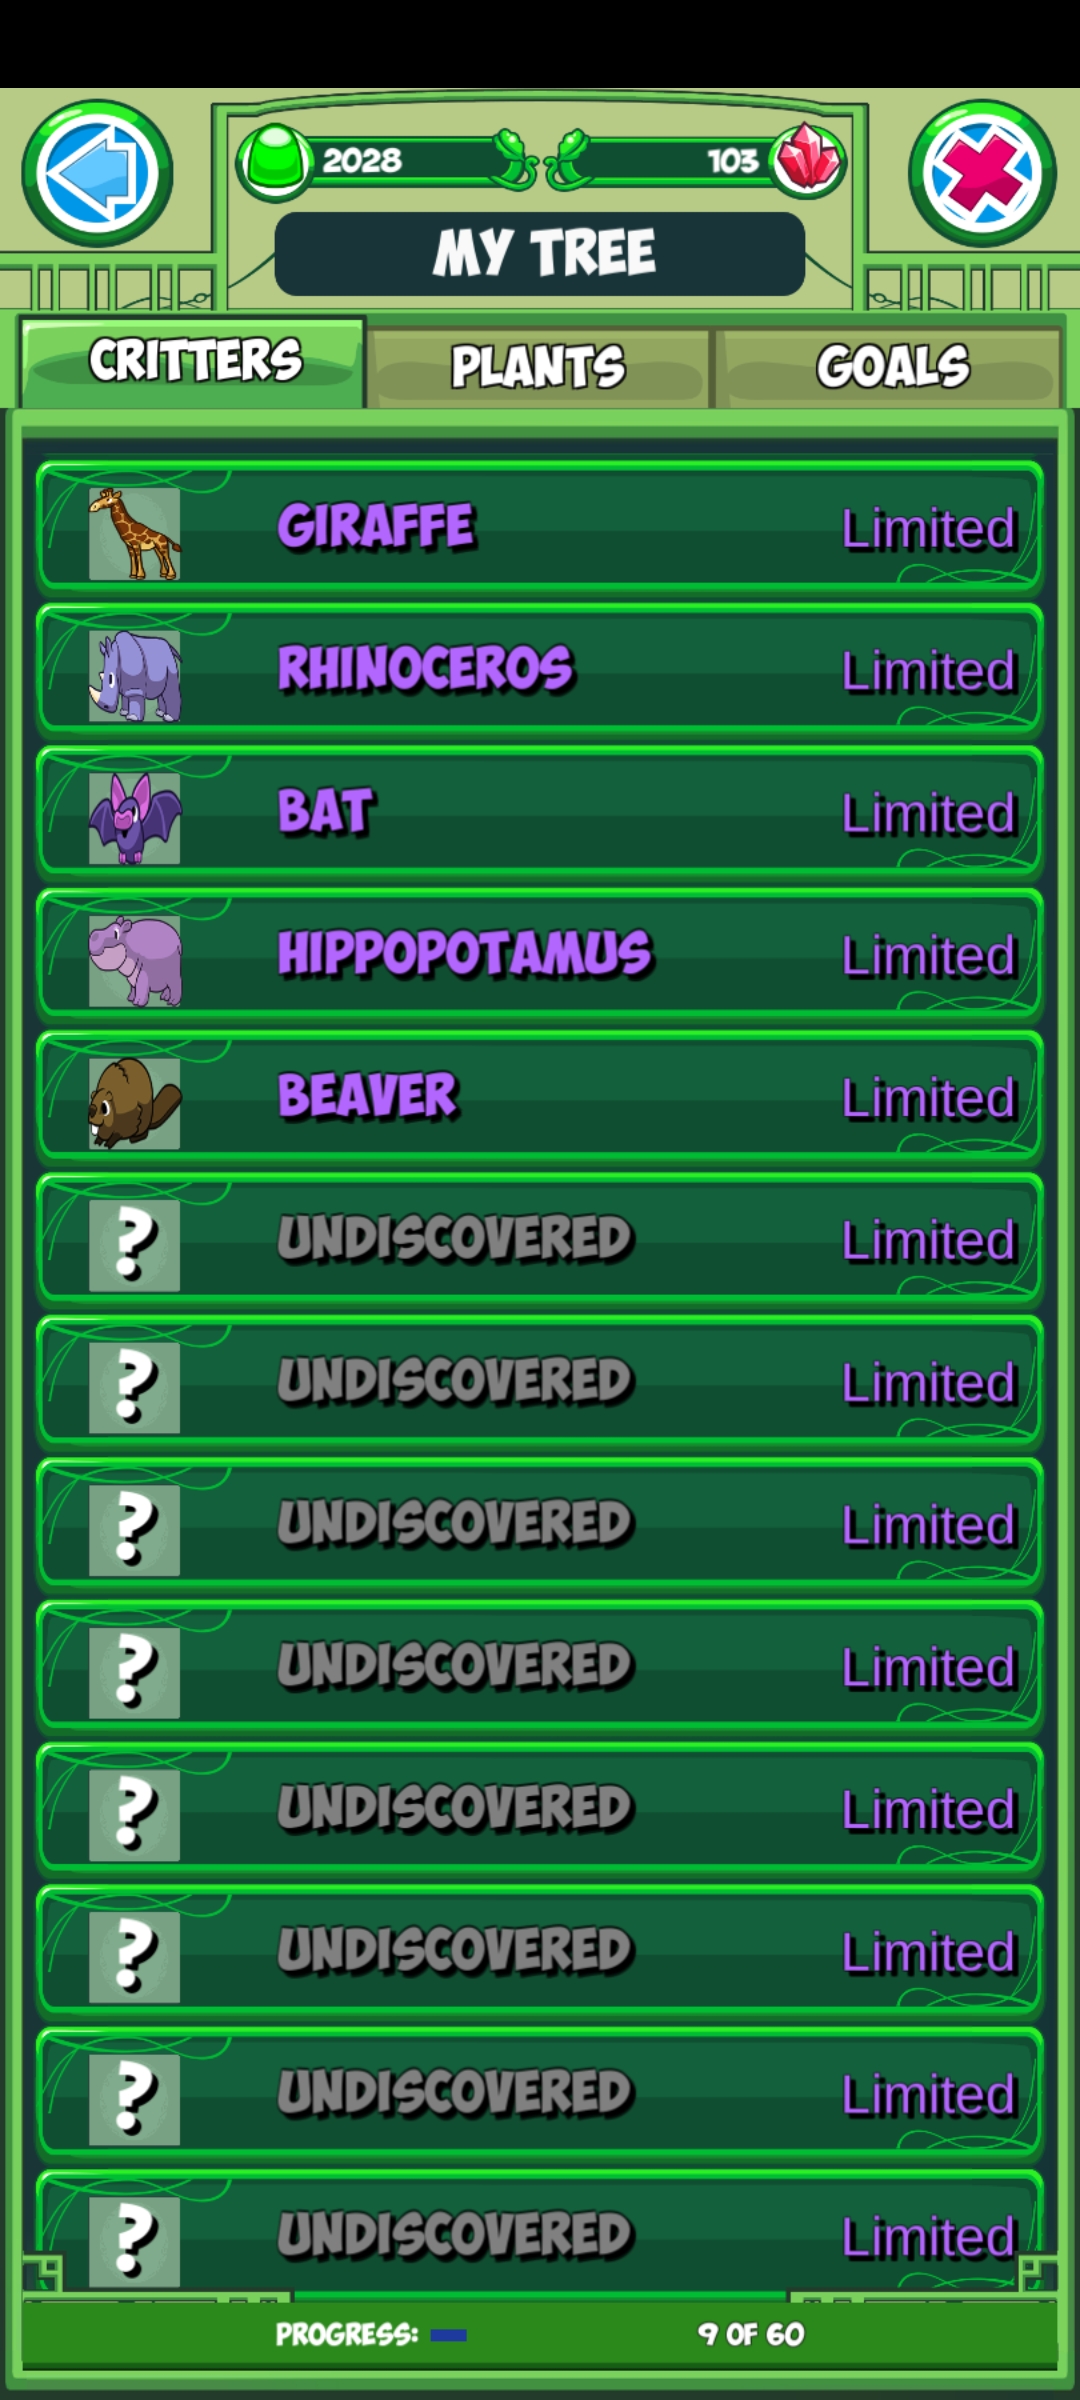 2028 103
MY TREE
CRITTERS PLANTS GOALS
GIRAFFE Limited
RHINOCEROS Limited
BAT Limited
HIPPOPOTAMUS Limited
BEAVER Limited
? UNDISCOVERED Limited
? UNDISCOVERED Limited
? UNDISCOVERED Limited
? UNDISCOVERED Limited
? UNDISCOVERED Limited
? UNDISCOVERED Limited
? UNDISCOVERED Limited
? UNDISCOVERED Limited
PROGRESS: 9 OF 60